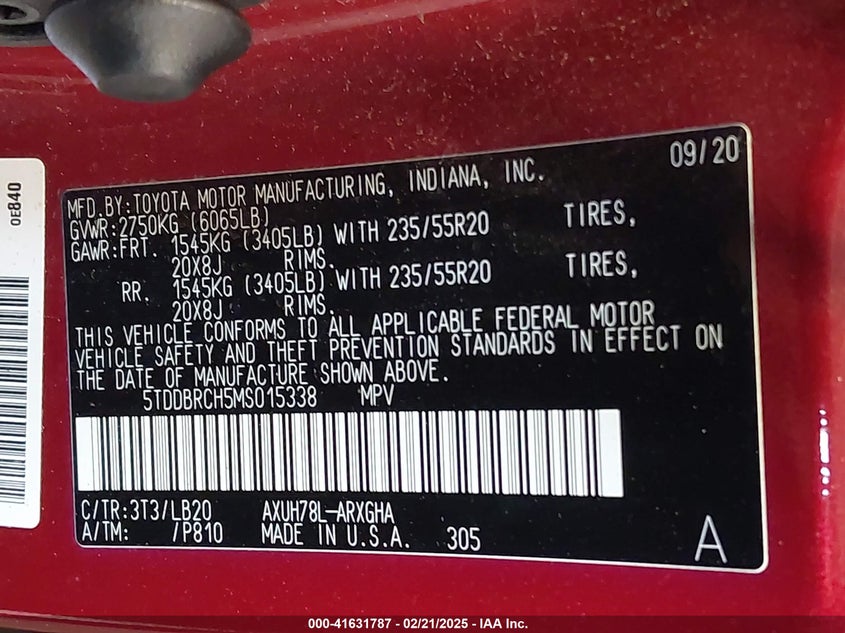 0E840
09/20
MFD.BY:TOYOTA MOTOR MANUFACTURING, INDIANA, INC.
GVWR:2750KG (6065LB)
GAWR:FRT. 1545KG (3405LB) WITH 235/55R20 TIRES,
20X8J RIMS.
RR. 1545KG (3405LB) WITH 235/55R20 TIRES,
20X8J RIMS.
THIS VEHICLE CONFORMS TO ALL APPLICABLE FEDERAL MOTOR
VEHICLE SAFETY AND THEFT PREVENTION STANDARDS IN EFFECT ON
THE DATE OF MANUFACTURE SHOWN ABOVE.
5TDDBRCH5MS015338 MPV
C/TR:3T3/LB20 AXUH78L-ARXGHA
A/TM: /P810 MADE IN U.S.A. 305
A
000-41631787 - 02/21/2025 - IAA Inc.